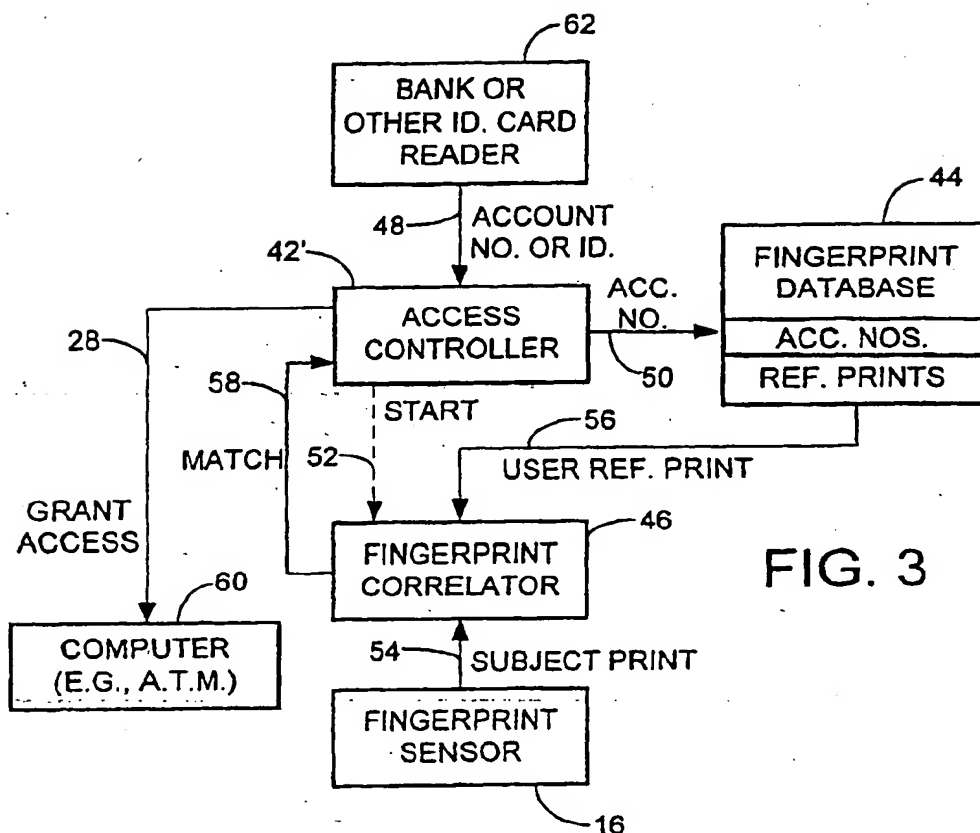 62
BANK OR
OTHER ID. CARD
READER
48
ACCOUNT
NO. OR ID.
44
42'
FINGERPRINT
DATABASE
ACC. NOS.
REF. PRINTS
ACCESS
CONTROLLER
ACC.
NO.
50
28
58
START
56
MATCH
52
USER REF. PRINT
GRANT
ACCESS
46
FINGERPRINT
CORRELATOR
FIG. 3
60
COMPUTER
(E.G., A.T.M.)
54
SUBJECT PRINT
FINGERPRINT
SENSOR
16